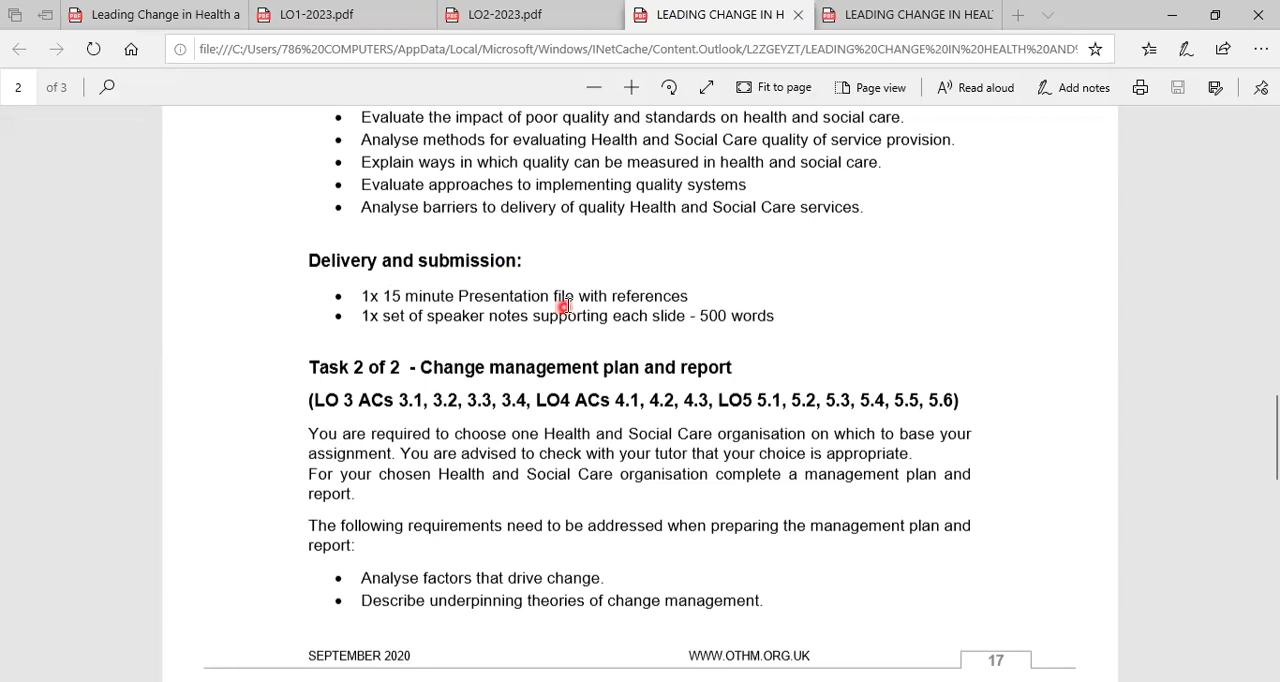 Leading Change in Health a
LO1-2023.pdf
LO2-2023.pdf
LEADING CHANGE IN H
LEADING CHANGE IN HEAL
file:///C:/Users/786%20COMPUTERS/AppData/Local/Microsoft/Windows/INetCache/Content.Outlook/L2ZGEYZT/LEADING%20CHANGE%20IN%20HEALTH%20AND%
2 of 3
Fit to page
Page view
Read aloud
Add notes
• Evaluate the impact of poor quality and standards on health and social care.
• Analyse methods for evaluating Health and Social Care quality of service provision.
• Explain ways in which quality can be measured in health and social care.
• Evaluate approaches to implementing quality systems
• Analyse barriers to delivery of quality Health and Social Care services.
Delivery and submission:
• 1x 15 minute Presentation file with references
• 1x set of speaker notes supporting each slide - 500 words
Task 2 of 2 - Change management plan and report
(LO 3 ACs 3.1, 3.2, 3.3, 3.4, LO4 ACs 4.1, 4.2, 4.3, LO5 5.1, 5.2, 5.3, 5.4, 5.5, 5.6)
You are required to choose one Health and Social Care organisation on which to base your
assignment. You are advised to check with your tutor that your choice is appropriate.
For your chosen Health and Social Care organisation complete a management plan and
report.
The following requirements need to be addressed when preparing the management plan and
report:
• Analyse factors that drive change.
• Describe underpinning theories of change management.
SEPTEMBER 2020
WWW.OTHM.ORG.UK
17